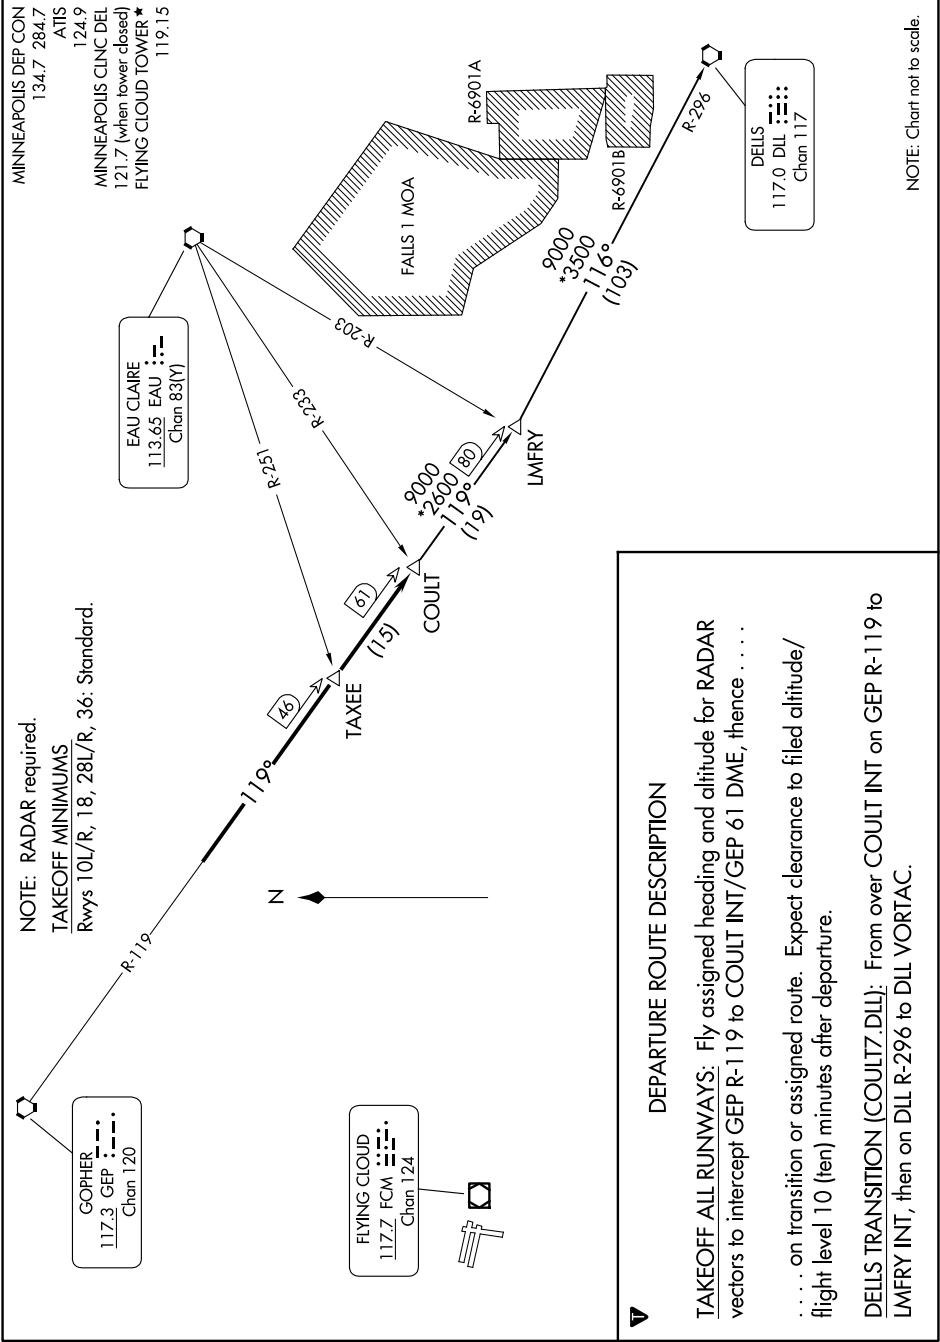 MINNEAPOLIS DEP CON
134.7 284.7
ATIS
124.9
MINNEAPOLIS CLNC DEL
121.7 (when tower closed)
FLYING CLOUD TOWER ★
119.15
NOTE: RADAR required.
TAKEOFF MINIMUMS
Rwys 10L/R, 18, 28L/R, 36: Standard.
GOPHER
117.3 GEP
Chan 120
R-119
119°
N
46
TAXEE
(15)
61
COULT
EAU CLAIRE
113.65 EAU
Chan 83(Y)
R-251
R-233
R-203
9000
*2600
119°
(19)
80
LMFRY
FALLS 1 MOA
R-6901A
R-6901B
9000
*3500
116°
(103)
R-296
DELLS
117.0 DLL
Chan 117
FLYING CLOUD
117.7 FCM
Chan 124
NOTE: Chart not to scale.
T
DEPARTURE ROUTE DESCRIPTION
TAKEOFF ALL RUNWAYS: Fly assigned heading and altitude for RADAR
vectors to intercept GEP R-119 to COULT INT/GEP 61 DME, thence . . . .
. . . . on transition or assigned route. Expect clearance to filed altitude/
flight level 10 (ten) minutes after departure.
DELLS TRANSITION (COULT7.DLL): From over COULT INT on GEP R-119 to
LMFRY INT, then on DLL R-296 to DLL VORTAC.